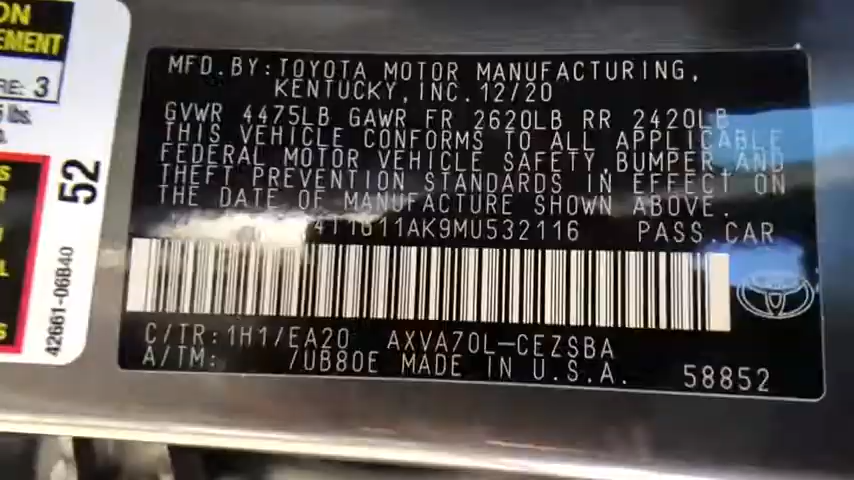 ON
EMENT
RE: 3
5 lbs.
a.
52
42661-06B40
MFD. BY: TOYOTA MOTOR MANUFACTURING,
KENTUCKY, INC. 12/20
GVWR 4475LB GAWR FR 2620LB RR 2420LB
THIS VEHICLE CONFORMS TO ALL APPLICABLE
FEDERAL MOTOR VEHICLE SAFETY, BUMPER, AND
THEFT PREVENTION STANDARDS IN EFFECT ON
THE DATE OF MANUFACTURE SHOWN ABOVE.
4T1G11AK9MU532116 PASS. CAR
C/TR: 1H1/EA20 AXVA70L-CEZSBA
A/TM: 7UB80E MADE IN U.S.A.
58852